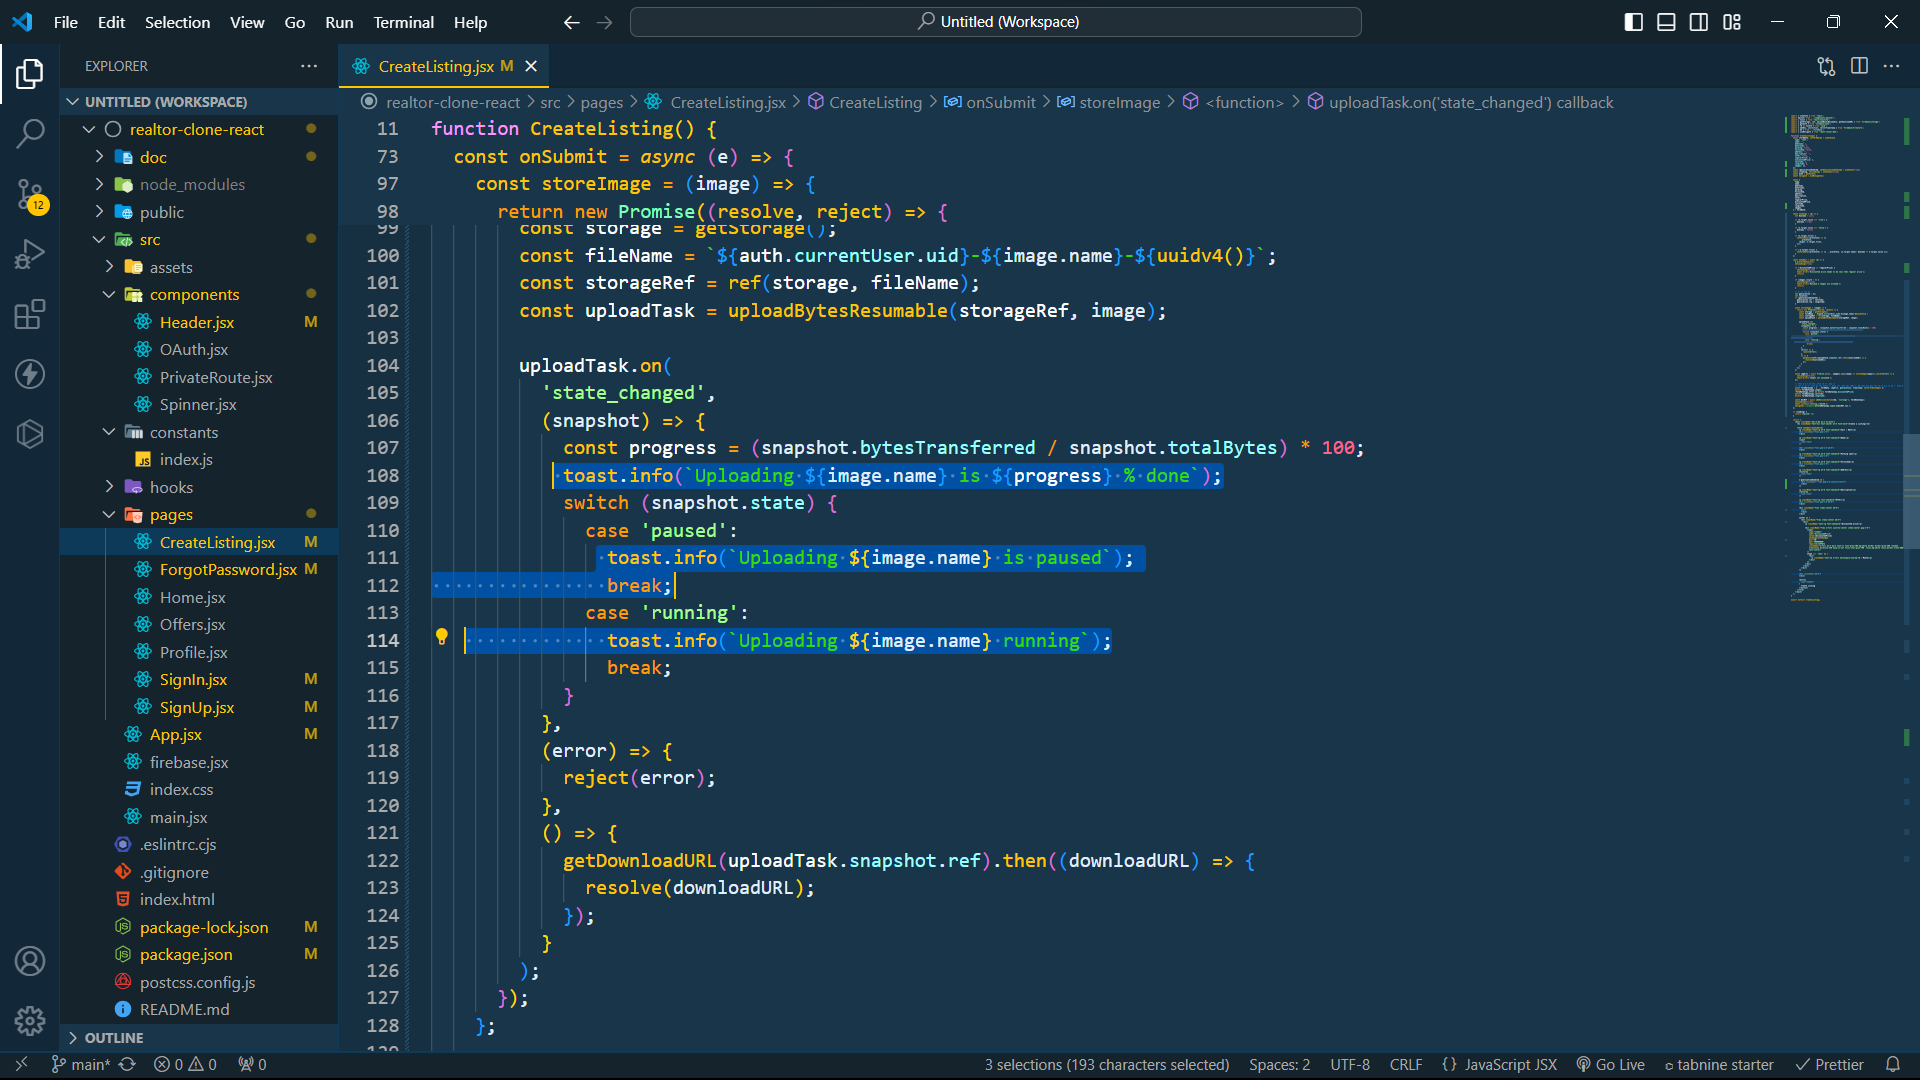 File Edit Selection View Go Run Terminal Help
Untitled (Workspace)
EXPLORER
UNTITLED (WORKSPACE)
realtor-clone-react
doc
node_modules
public
src
assets
components
Header.jsx M
OAuth.jsx
PrivateRoute.jsx
Spinner.jsx
constants
JS index.js
hooks
pages
CreateListing.jsx M
ForgotPassword.jsx M
Home.jsx
Offers.jsx
Profile.jsx
SignIn.jsx M
SignUp.jsx M
App.jsx M
firebase.jsx
index.css
main.jsx
.eslintrc.cjs
.gitignore
index.html
package-lock.json M
package.json M
postcss.config.js
README.md
OUTLINE
12
CreateListing.jsx M
realtor-clone-react > src > pages > CreateListing.jsx > CreateListing > onSubmit > storeImage > <function> > uploadTask.on('state_changed') callback
11 function CreateListing() {
73 const onSubmit = async (e) => {
97 const storeImage = (image) => {
98 return new Promise((resolve, reject) => {
99 const storage = getStorage();
100 const fileName = `${auth.currentUser.uid}-${image.name}-${uuidv4()}`;
101 const storageRef = ref(storage, fileName);
102 const uploadTask = uploadBytesResumable(storageRef, image);
103
104 uploadTask.on(
105 'state_changed',
106 (snapshot) => {
107 const progress = (snapshot.bytesTransferred / snapshot.totalBytes) * 100;
108 toast.info(`Uploading ${image.name} is ${progress} % done`);
109 switch (snapshot.state) {
110 case 'paused':
111 toast.info(`Uploading ${image.name} is paused`);
112 break;
113 case 'running':
114 toast.info(`Uploading ${image.name} running`);
115 break;
116 }
117 },
118 (error) => {
119 reject(error);
120 },
121 () => {
122 getDownloadURL(uploadTask.snapshot.ref).then((downloadURL) => {
123 resolve(downloadURL);
124 });
125 }
126 );
127 });
128 };
main* 0 0 0
3 selections (193 characters selected) Spaces: 2 UTF-8 CRLF {} JavaScript JSX Go Live tabnine starter Prettier